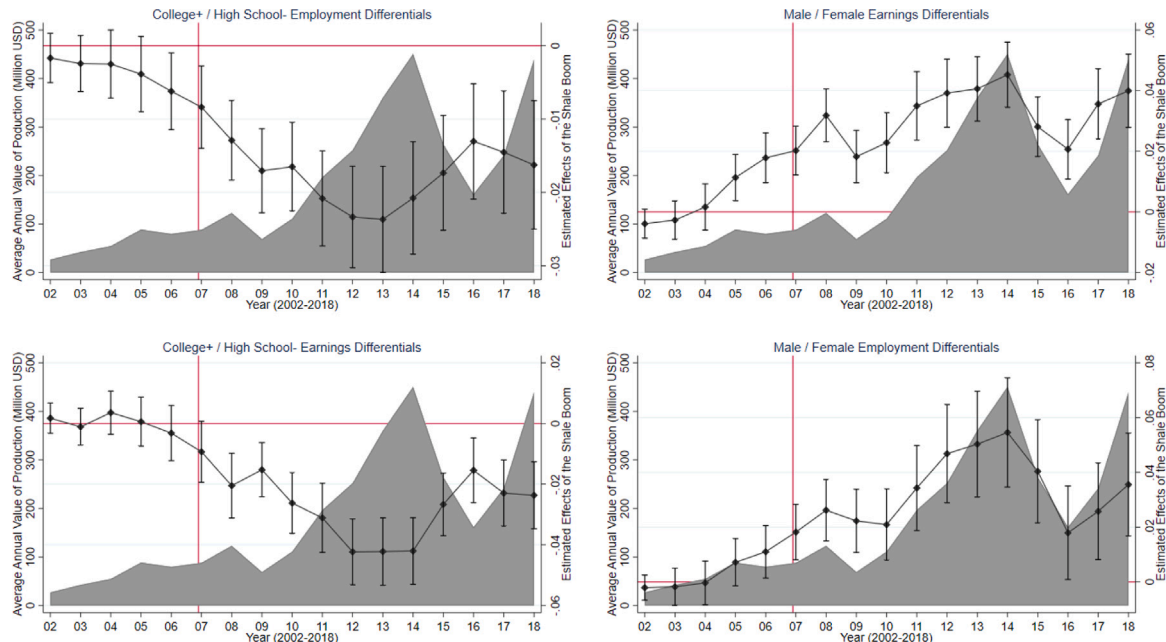 College+ / High School- Employment Differentials
Average Annual Value of Production (Million USD)
500
400
300
200
100
0
0
-.01
-.02
-.03
Estimated Effects of the Shale Boom
02 03 04 05 06 07 08 09 10 11 12 13 14 15 16 17 18
Year (2002-2018)
Male / Female Earnings Differentials
Average Annual Value of Production (Million USD)
500
400
300
200
100
0
.06
.04
.02
0
-.02
Estimated Effects of the Shale Boom
02 03 04 05 06 07 08 09 10 11 12 13 14 15 16 17 18
Year (2002-2018)
College+ / High School- Earnings Differentials
Average Annual Value of Production (Million USD)
500
400
300
200
100
0
.02
0
-.02
-.04
-.06
Estimated Effects of the Shale Boom
02 03 04 05 06 07 08 09 10 11 12 13 14 15 16 17 18
Year (2002-2018)
Male / Female Employment Differentials
Average Annual Value of Production (Million USD)
500
400
300
200
100
0
.08
.06
.04
.02
0
Estimated Effects of the Shale Boom
02 03 04 05 06 07 08 09 10 11 12 13 14 15 16 17 18
Year (2002-2018)